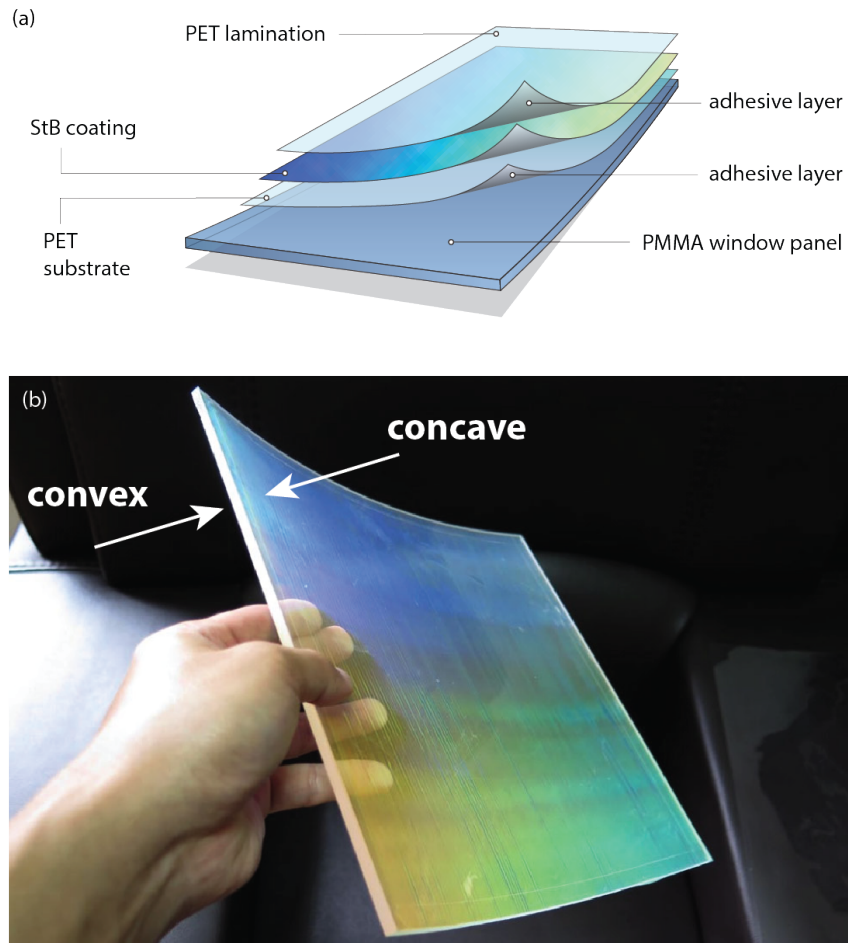 (a)
PET lamination
adhesive layer
StB coating
adhesive layer
PET
substrate
PMMA window panel
(b)
concave
convex